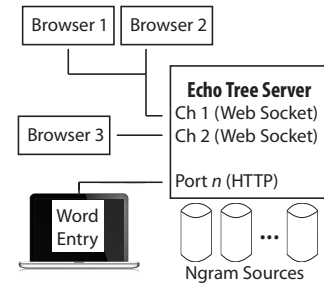 Browser 1
Browser 2
Echo Tree Server
Ch 1 (Web Socket)
Ch 2 (Web Socket)
Browser 3
Port n (HTTP)
Word
Entry
...
Ngram Sources